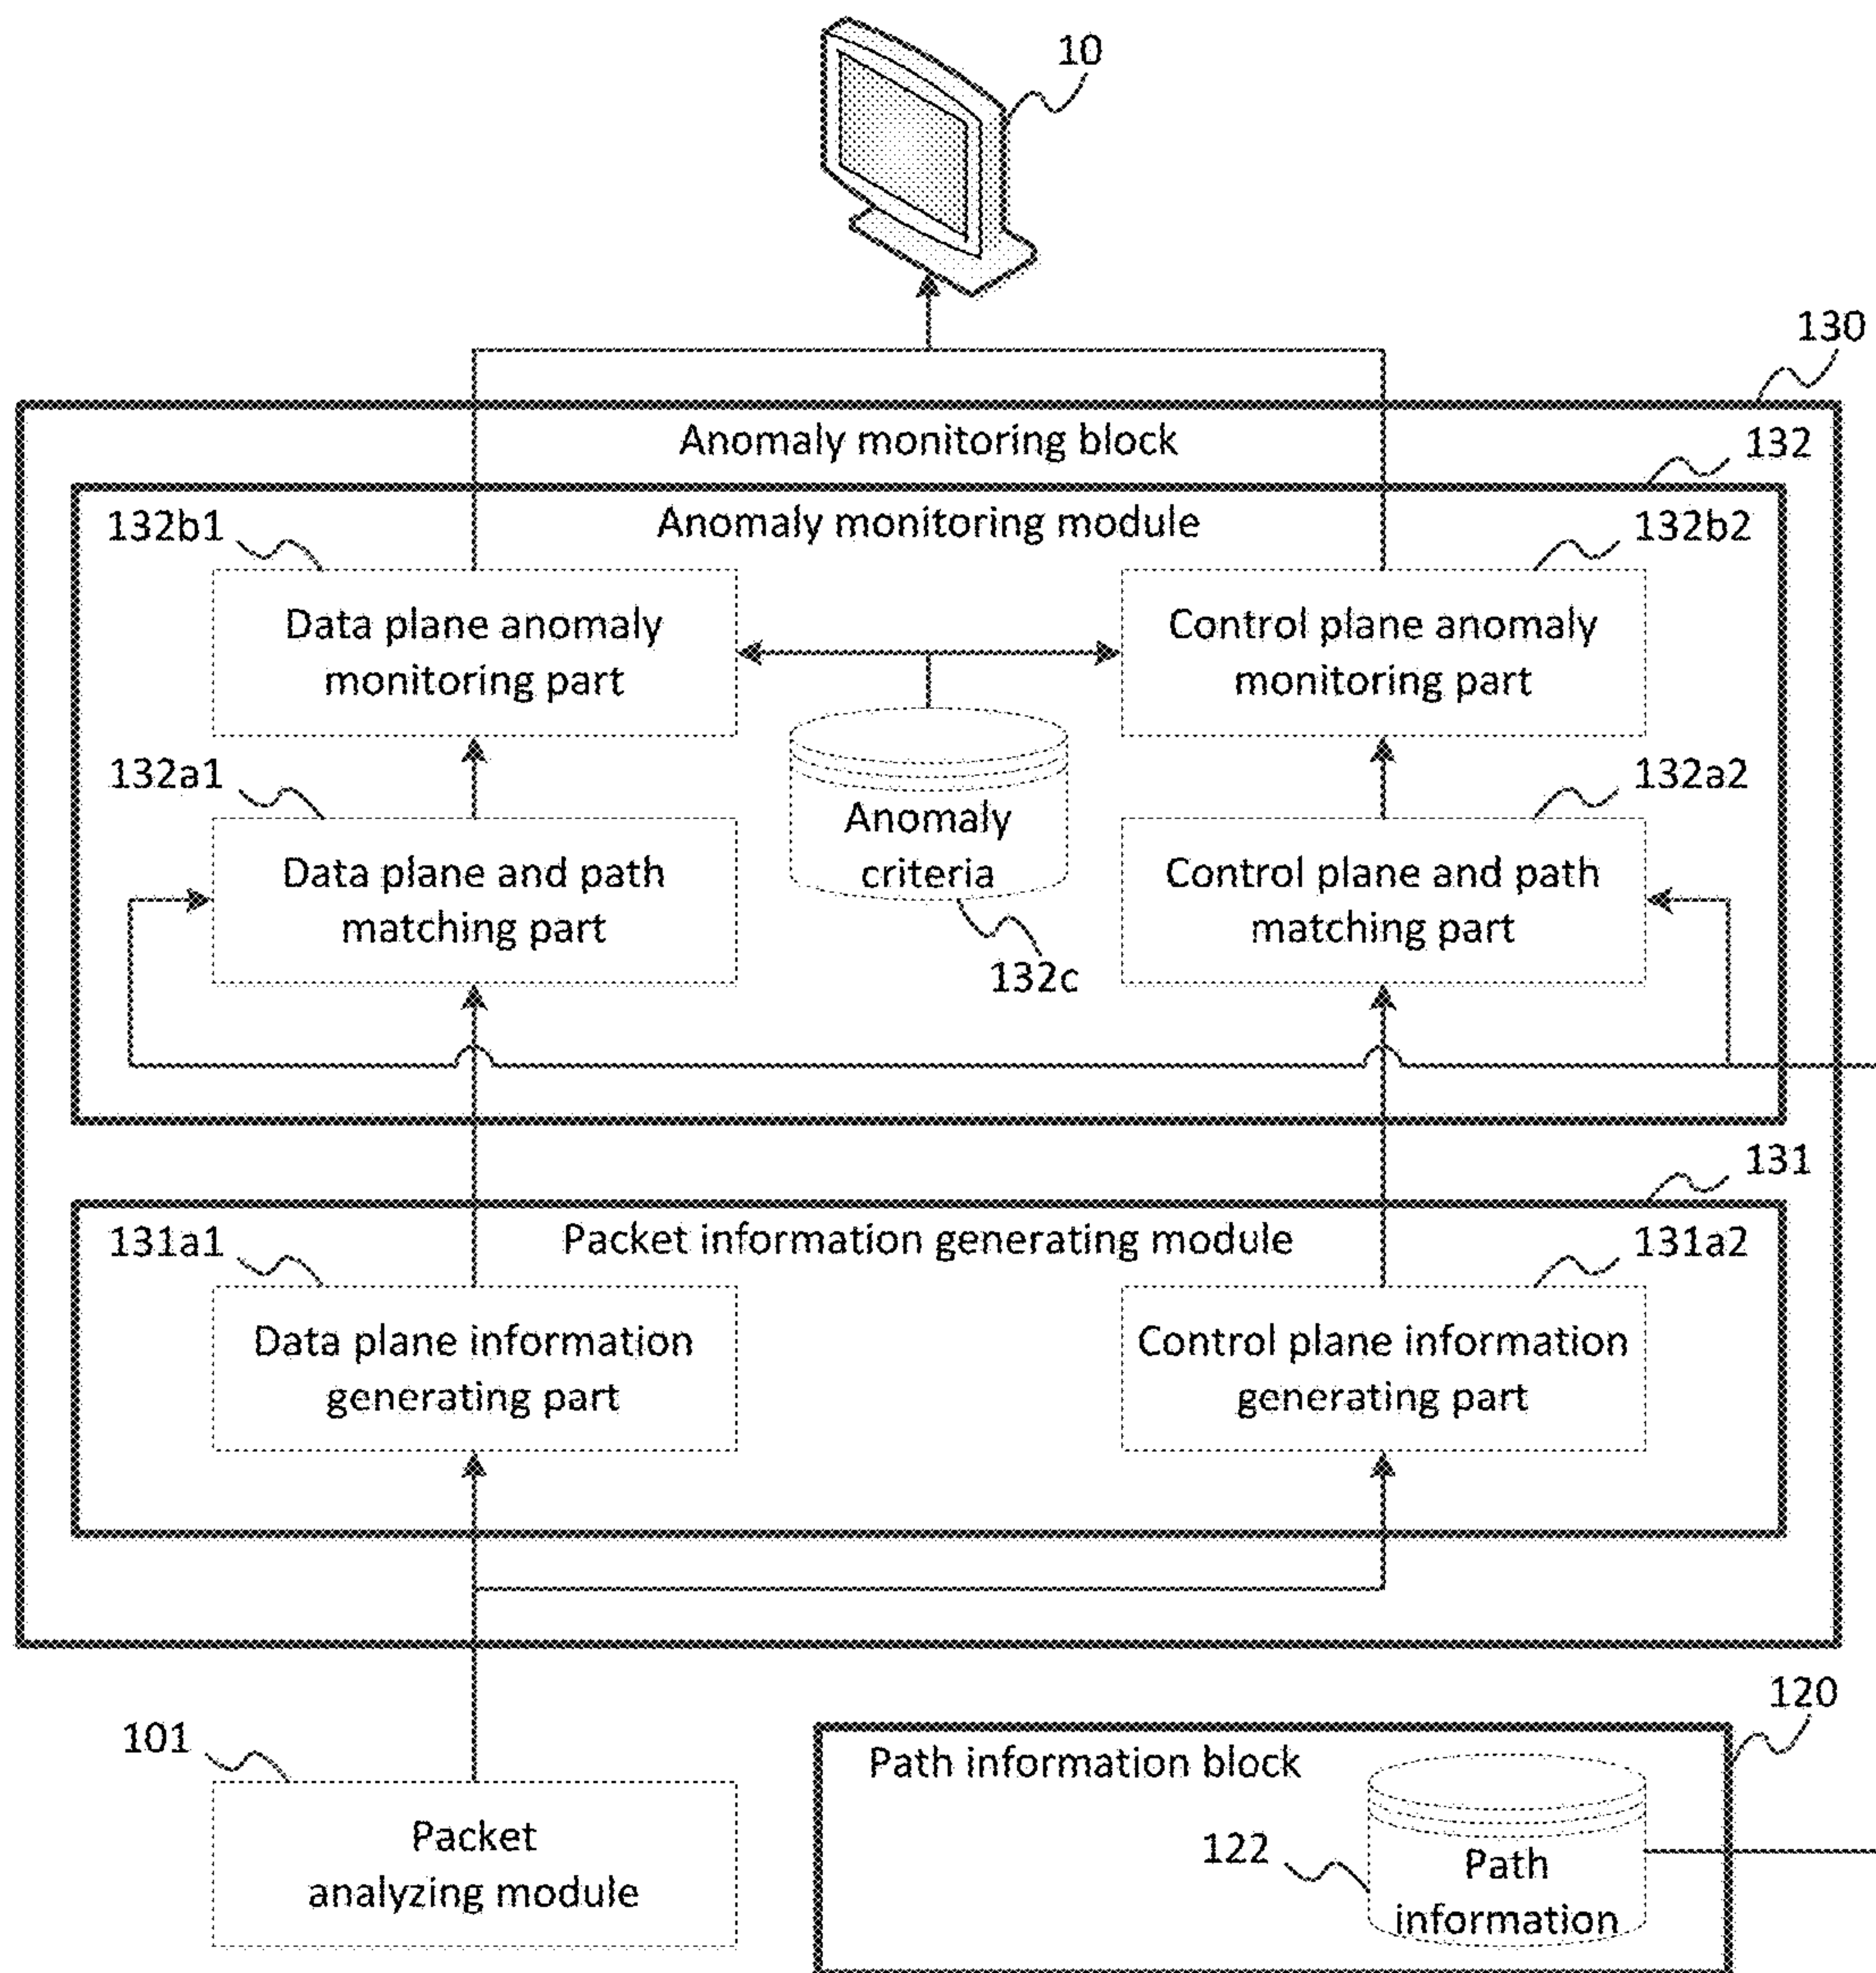 10
130
Anomaly monitoring block
132
132b1
Anomaly monitoring module
132b2
Data plane anomaly
monitoring part
Control plane anomaly
monitoring part
132a1
132a2
Anomaly
criteria
Data plane and path
matching part
Control plane and path
matching part
132c
131
131a1
Packet information generating module
131a2
Data plane information
generating part
Control plane information
generating part
120
101
Path information block
Packet
analyzing module
122
Path
information